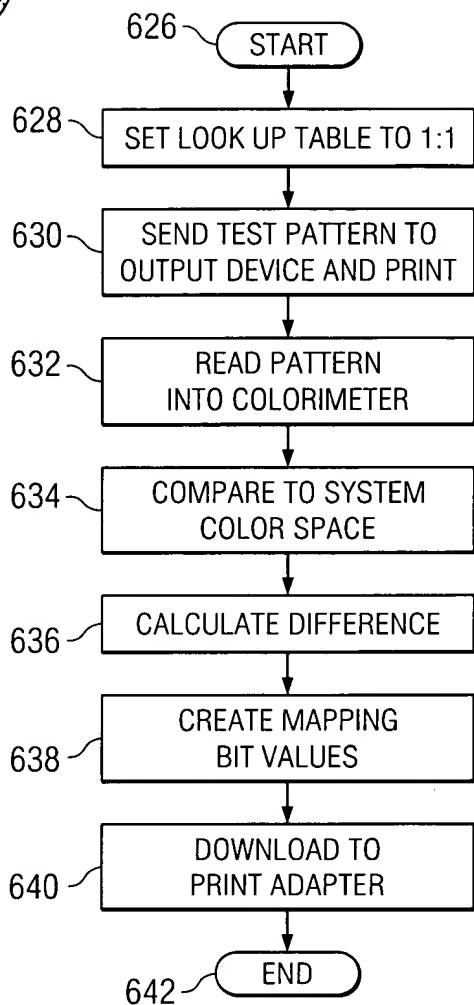 626
START
628
SET LOOK UP TABLE TO 1:1
630
SEND TEST PATTERN TO
OUTPUT DEVICE AND PRINT
632
READ PATTERN
INTO COLORIMETER
634
COMPARE TO SYSTEM
COLOR SPACE
636
CALCULATE DIFFERENCE
638
CREATE MAPPING
BIT VALUES
640
DOWNLOAD TO
PRINT ADAPTER
642
END